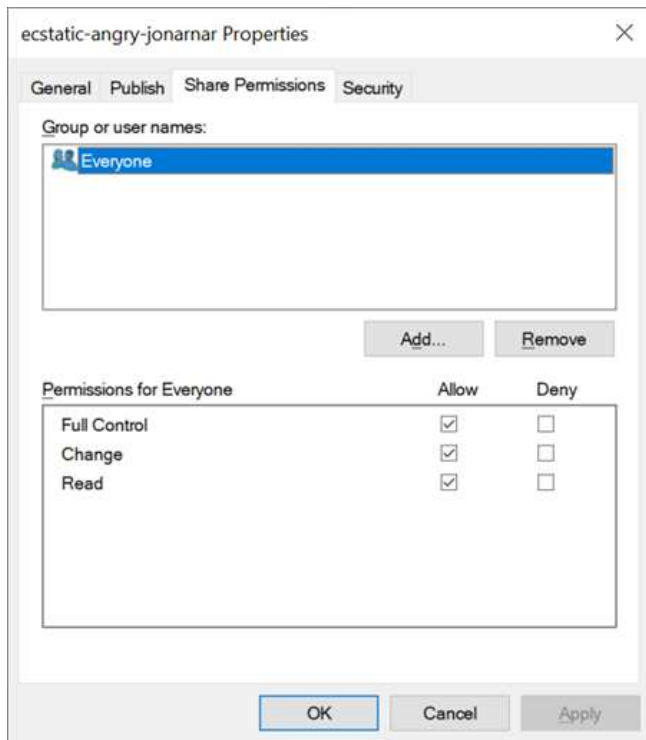 ecstatic-angry-jonarnar Properties
General Publish Share Permissions Security
Group or user names:
Everyone
Add... Remove
Permissions for Everyone Allow Deny
Full Control
Change
Read
OK Cancel Apply